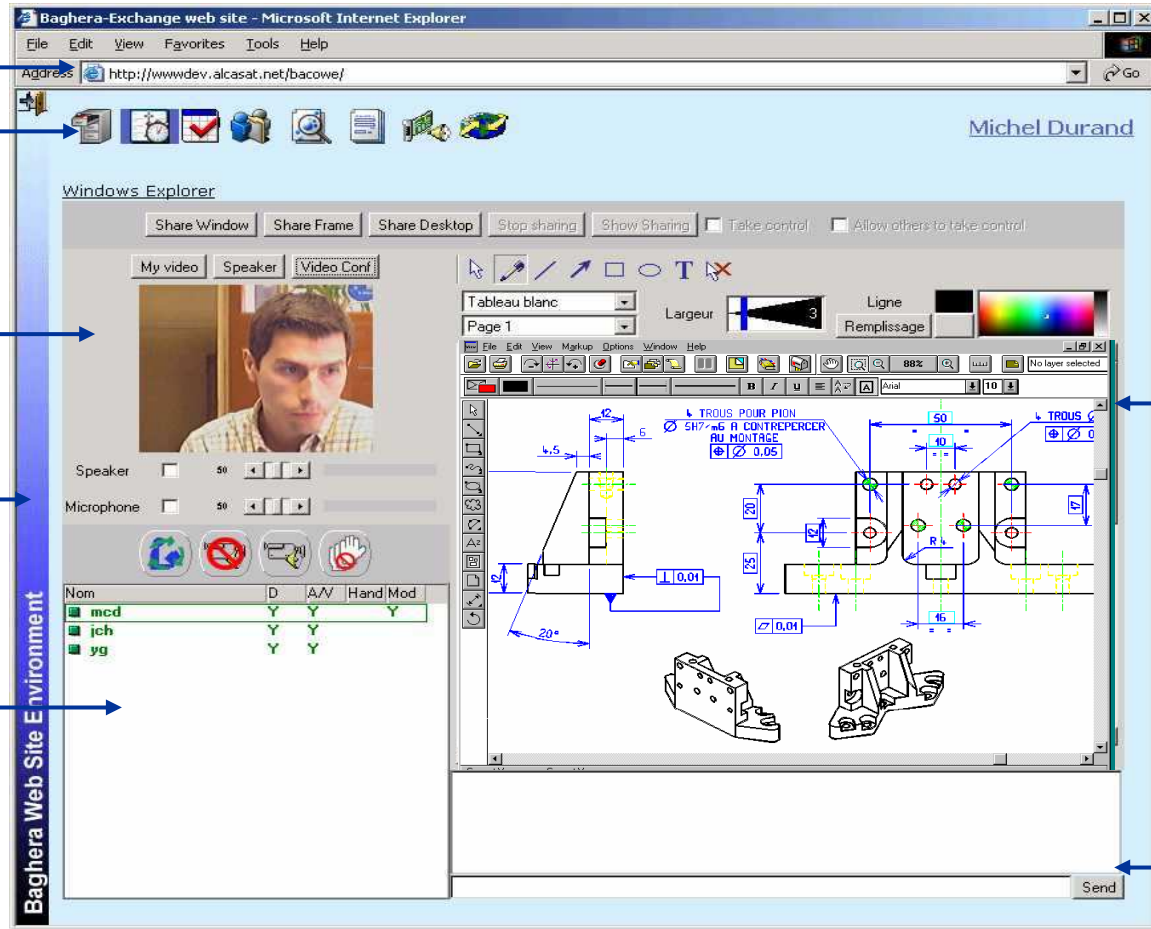 Baghera-Exchange web site - Microsoft Internet Explorer
File Edit View Favorites Tools Help
Address http://wwwdev.alcasat.net/bacowe/ Go
Michel Durand
Windows Explorer
Share Window Share Frame Share Desktop Stop sharing Show Sharing Take control Allow others to take control
My video Speaker Video Conf
Tableau blanc
Page 1
Largeur 3
Ligne
Remplissage
File Edit View Markup Options Window Help
88% No layer selected
B I U A Arial 10
12
6
4,5
4 TROUS POUR PION
Ø 5H7/m6 A CONTREPERCER
AU MONTAGE
Ø 0,05
50
10
4 TROUS Ø
Ø 0
20
12
25
17
R 4
16
12
20°
0,01
0,01
Speaker 50
Microphone 50
Nom D A/V Hand Mod
mcd Y Y Y
jch Y Y
yg Y Y
Send
Baghera Web Site Environment